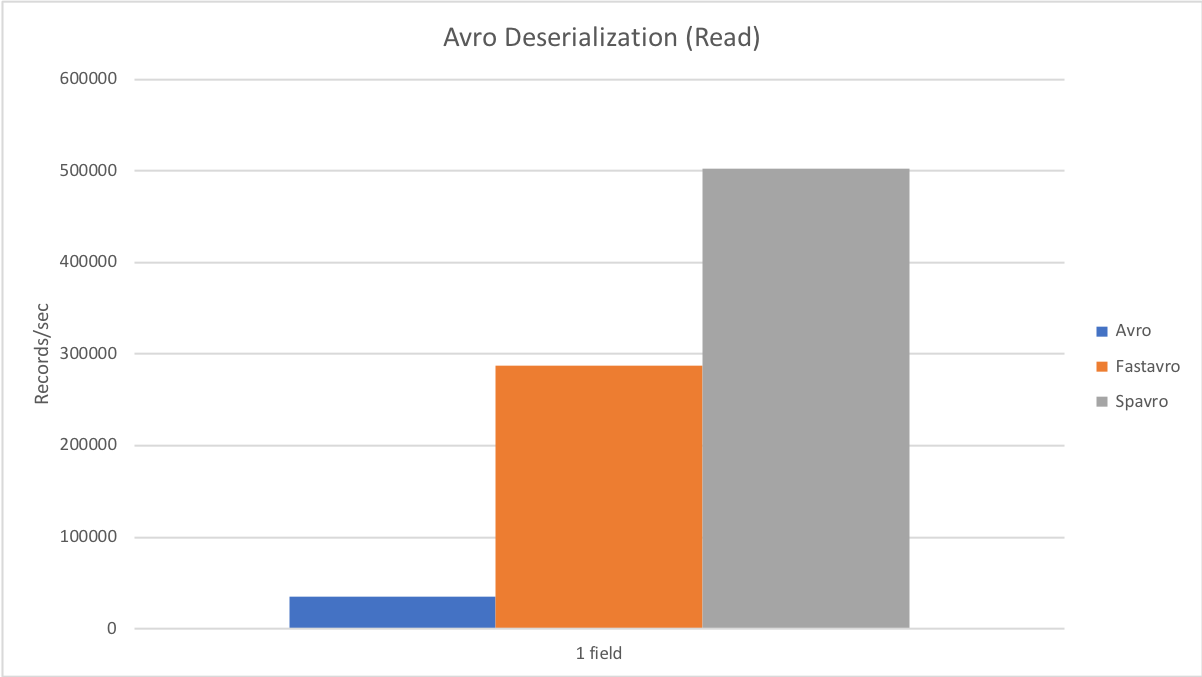 Avro Deserialization (Read)
600000
500000
400000
300000
200000
100000
0
Records/sec
1 field
Avro
Fastavro
Spavro